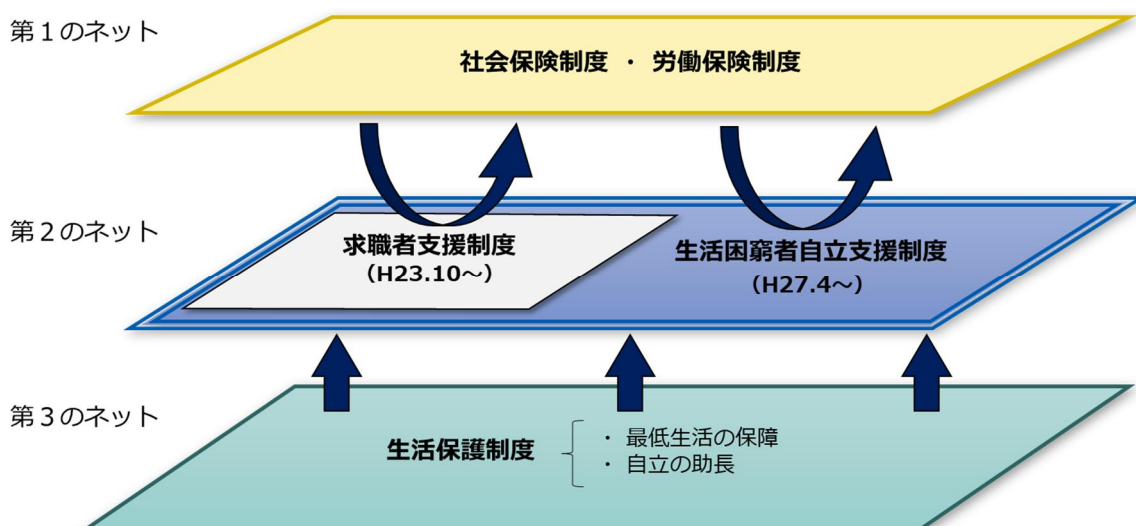 第１のネット
社会保険制度 ・ 労働保険制度
第２のネット
求職者支援制度
（H23.10～）
生活困窮者自立支援制度
（H27.4～）
第３のネット
生活保護制度
・ 最低生活の保障
・ 自立の助長